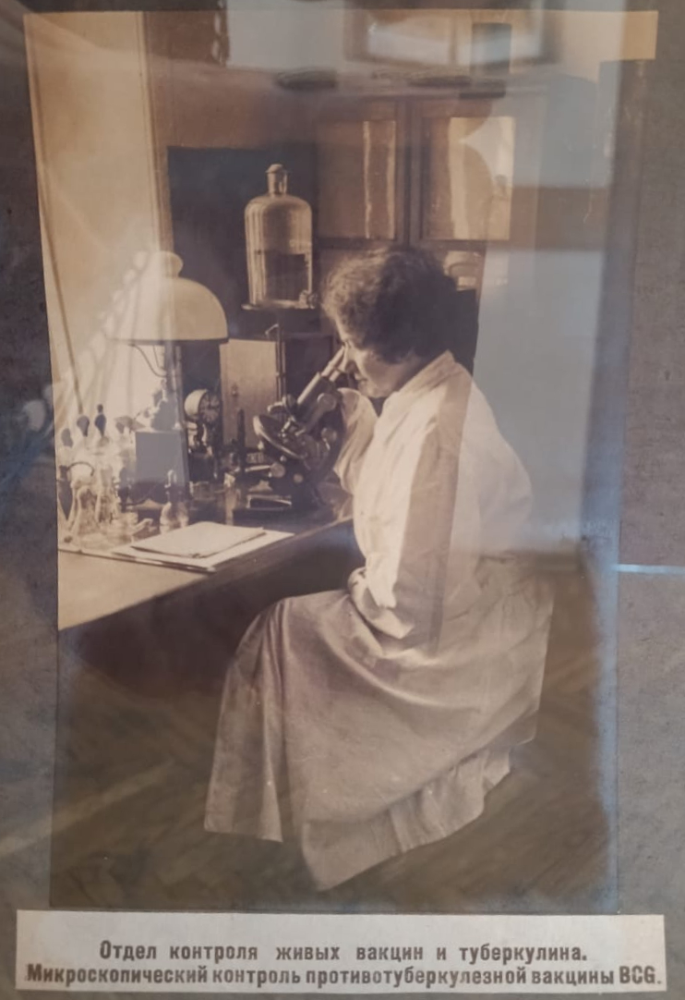 Отдел контроля живых вакцин и туберкулина.
Микроскопический контроль противотуберкулезной вакцины BCG.